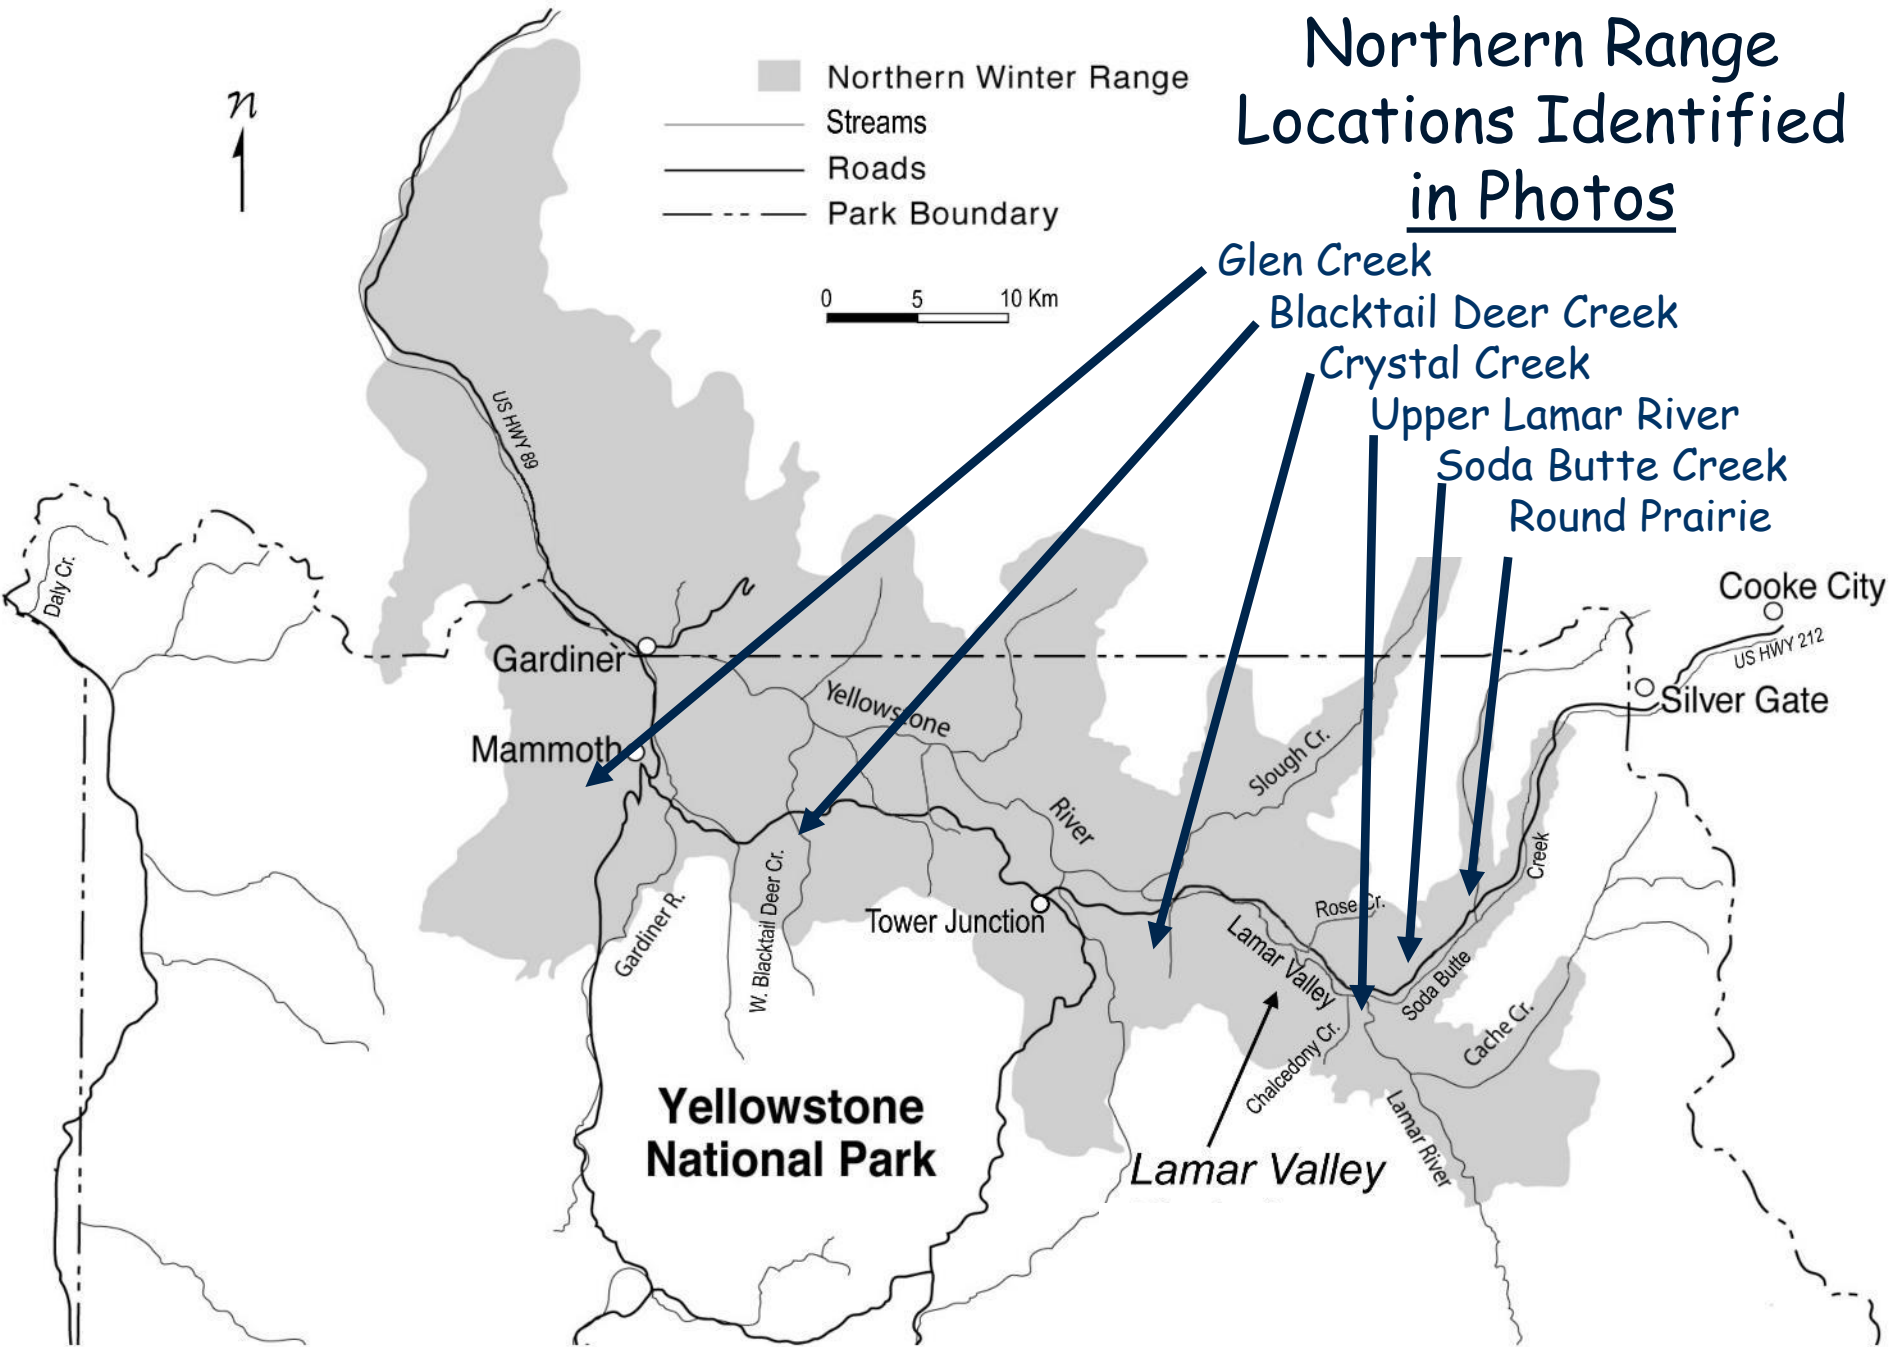 Northern Range
Locations Identified
in Photos
n
Northern Winter Range
Streams
Roads
Park Boundary
0 5 10 Km
Glen Creek
Blacktail Deer Creek
Crystal Creek
Upper Lamar River
Soda Butte Creek
Round Prairie
US HWY 89
Daly Cr.
Cooke City
US HWY 212
Silver Gate
Gardiner
Mammoth
Yellowstone
River
Slough Cr.
Creek
Soda Butte
Rose Cr.
Tower Junction
Gardiner R.
W. Blacktail Deer Cr.
Lamar Valley
Chalcedony Cr.
Cache Cr.
Lamar River
Yellowstone
National Park
Lamar Valley